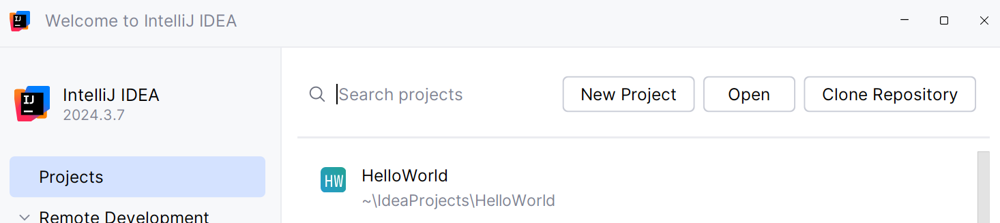 IJ Welcome to IntelliJ IDEA
IJ IntelliJ IDEA
2024.3.7
Search projects
New Project
Open
Clone Repository
Projects
HW HelloWorld
~\IdeaProjects\HelloWorld
Remote Development